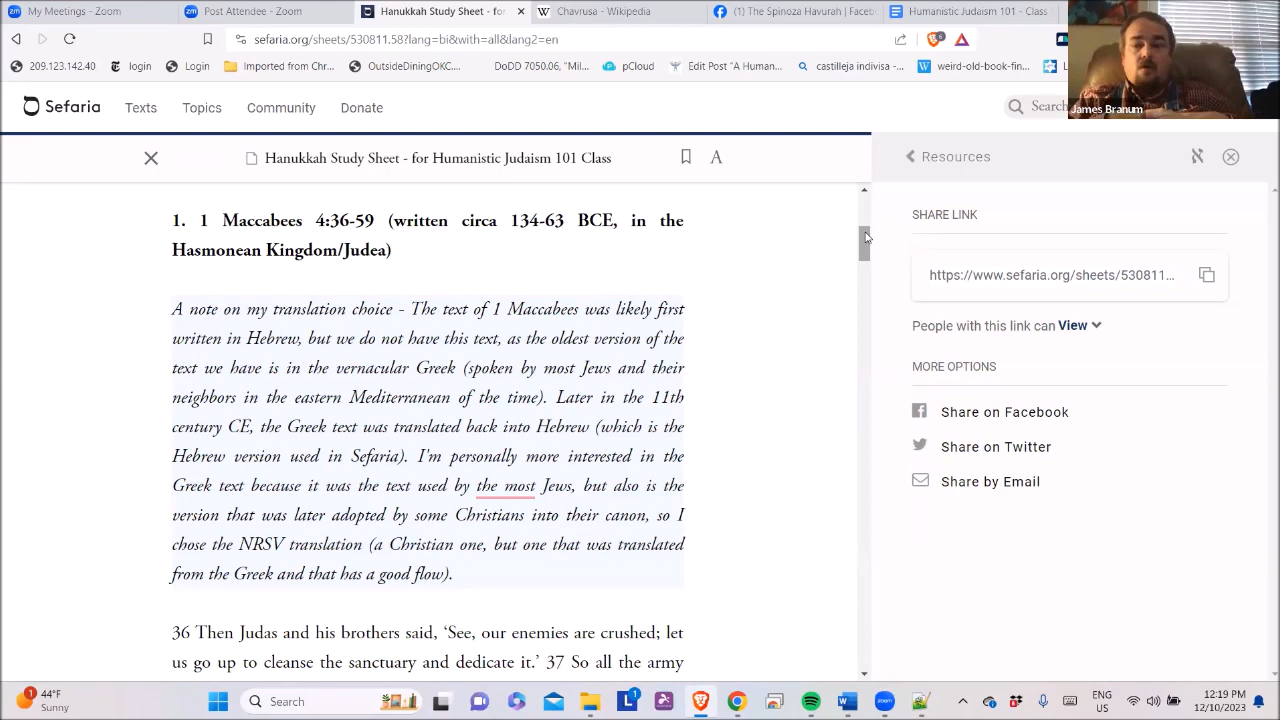 My Meetings - Zoom
Post Attendee - Zoom
Hanukkah Study Sheet - for
Chavrusa - Wikipedia
(1) The Spinoza Havurah | Faceb
Humanistic Judaism 101 - Class
sefaria.org/sheets/530811.58?lang=bi&with=all&lang2=
6
209.123.142.40
login
Login
Imported from Chr...
OutsideDiningOKC...
DoDD 70"Mil...
pCloud
Edit Post "A Human...
castilleja indivisa -...
weird-facebook-fin...
Sefaria
Texts
Topics
Community
Donate
Search
James Branum
Hanukkah Study Sheet - for Humanistic Judaism 101 Class
A
Resources
1. 1 Maccabees 4:36-59 (written circa 134-63 BCE, in the
Hasmonean Kingdom/Judea)
A note on my translation choice - The text of 1 Maccabees was likely first
written in Hebrew, but we do not have this text, as the oldest version of the
text we have is in the vernacular Greek (spoken by most Jews and their
neighbors in the eastern Mediterranean of the time). Later in the 11th
century CE, the Greek text was translated back into Hebrew (which is the
Hebrew version used in Sefaria). I'm personally more interested in the
Greek text because it was the text used by the most Jews, but also is the
version that was later adopted by some Christians into their canon, so I
chose the NRSV translation (a Christian one, but one that was translated
from the Greek and that has a good flow).
36 Then Judas and his brothers said, ‘See, our enemies are crushed; let
us go up to cleanse the sanctuary and dedicate it.’ 37 So all the army
SHARE LINK
https://www.sefaria.org/sheets/530811...
People with this link can View
MORE OPTIONS
Share on Facebook
Share on Twitter
Share by Email
1
44°F
Sunny
Search
ENG
US
12:19 PM
12/10/2023